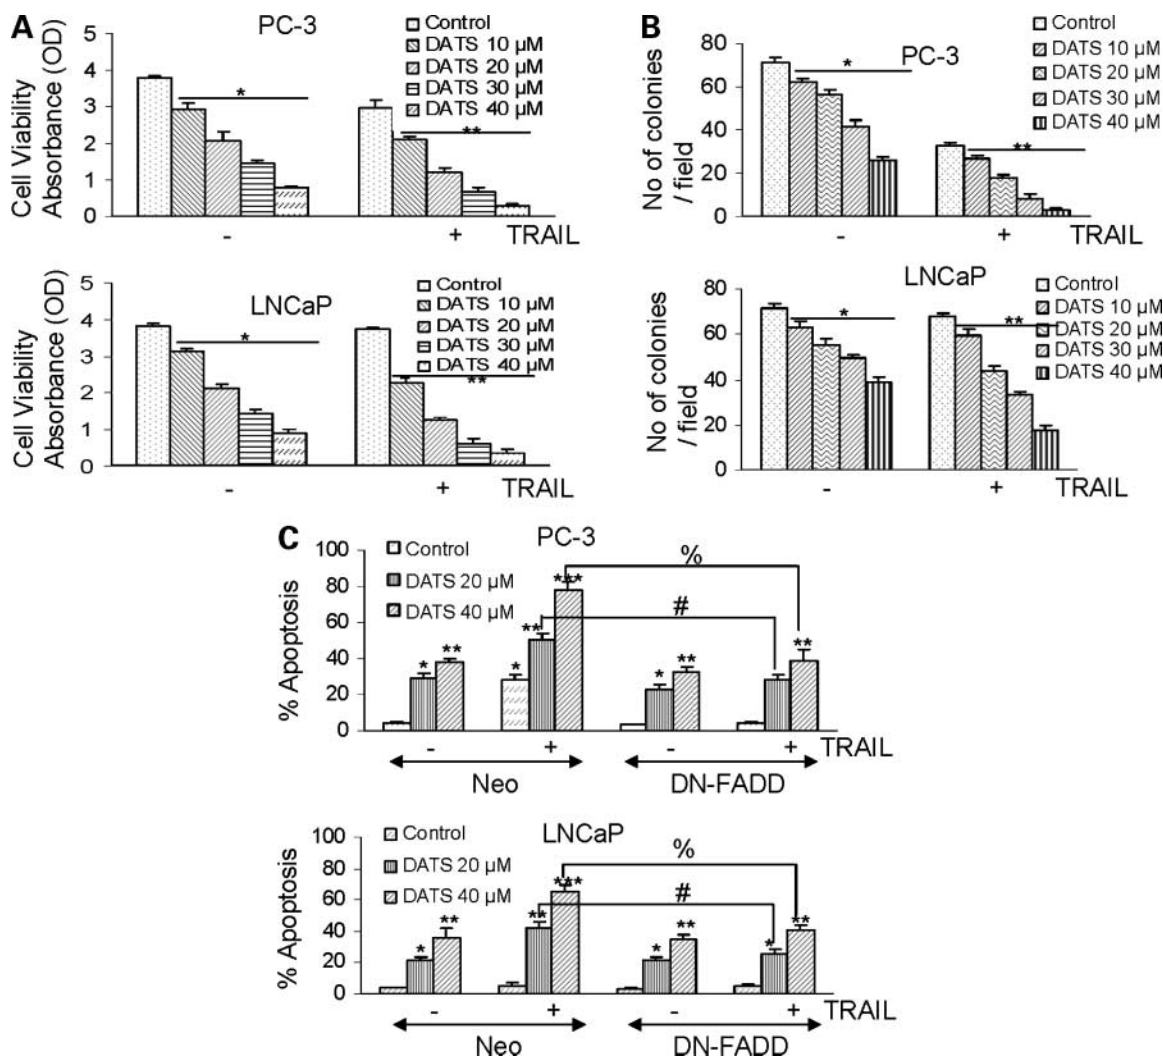 A
PC-3
Cell Viability
Absorbance (OD)
5
4
3
2
1
0
Control
DATS 10 µM
DATS 20 µM
DATS 30 µM
DATS 40 µM
*
**
- + TRAIL
LNCaP
Cell Viability
Absorbance (OD)
5
4
3
2
1
0
Control
DATS 10 µM
DATS 20 µM
DATS 30 µM
DATS 40 µM
*
**
- + TRAIL
B
PC-3
No of colonies
/ field
80
60
40
20
0
Control
DATS 10 µM
DATS 20 µM
DATS 30 µM
DATS 40 µM
*
**
- + TRAIL
LNCaP
No of colonies
/ field
80
60
40
20
0
Control
DATS 10 µM
DATS 20 µM
DATS 30 µM
DATS 40 µM
*
**
- + TRAIL
C
PC-3
% Apoptosis
100
80
60
40
20
0
Control
DATS 20 µM
DATS 40 µM
* ** * ** *** * ** **
%
#
- + - + TRAIL
Neo DN-FADD
LNCaP
% Apoptosis
100
80
60
40
20
0
Control
DATS 20 µM
DATS 40 µM
* ** ** *** * ** * **
%
#
- + - + TRAIL
Neo DN-FADD